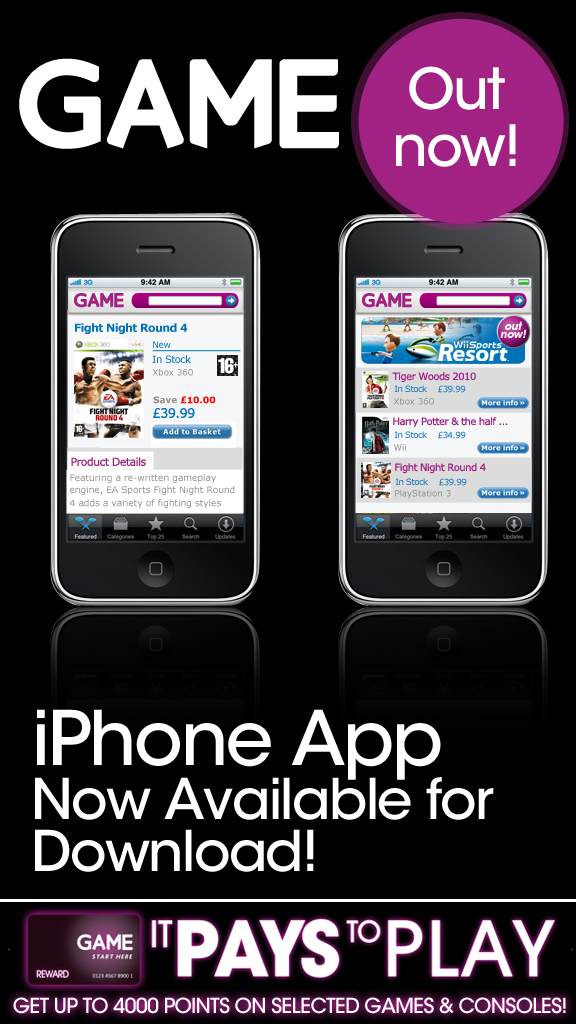 GAME
Out
now!
3G
9:42 AM
GAME
Fight Night Round 4
XBOX 360
LIVE
New
In Stock
Xbox 360
16+
EA SPORTS
FIGHT NIGHT
ROUND 4
Save £10.00
£39.99
Add to Basket
Product Details
Featuring a re-written gameplay
engine, EA Sports Fight Night Round
4 adds a variety of fighting styles
Featured
Categories
Top 25
Search
Updates
3G
9:42 AM
GAME
out
now!
WiiSports
Resort
Tiger Woods 2010
In Stock £39.99
Xbox 360
More info »
Harry Potter & the half ...
In Stock £34.99
Wii
More info »
Fight Night Round 4
In Stock £39.99
PlayStation 3
More info »
Featured
Categories
Top 25
Search
Updates
iPhone App
Now Available for
Download!
GAME
START HERE
REWARD
0123 4567 8900 1
IT PAYS TO PLAY
GET UP TO 4000 POINTS ON SELECTED GAMES & CONSOLES!